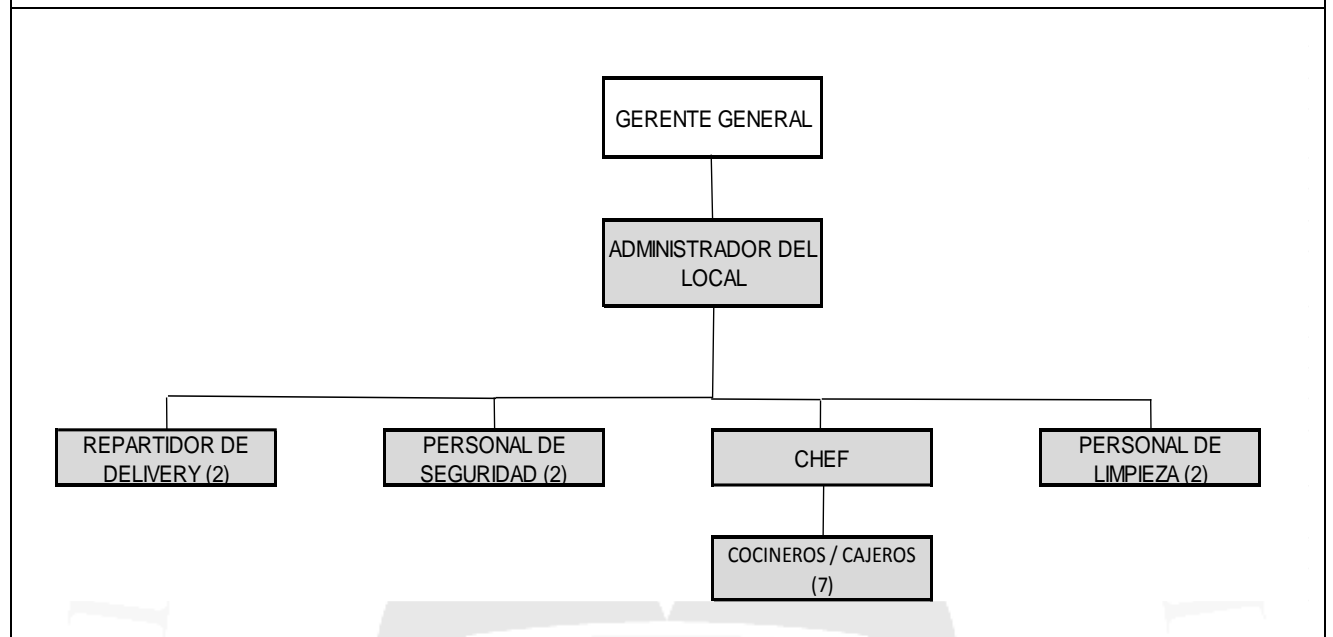 GERENTE GENERAL
ADMINISTRADOR DEL
LOCAL
REPARTIDOR DE
DELIVERY (2)
PERSONAL DE
SEGURIDAD (2)
CHEF
PERSONAL DE
LIMPIEZA (2)
COCINEROS / CAJEROS
(7)